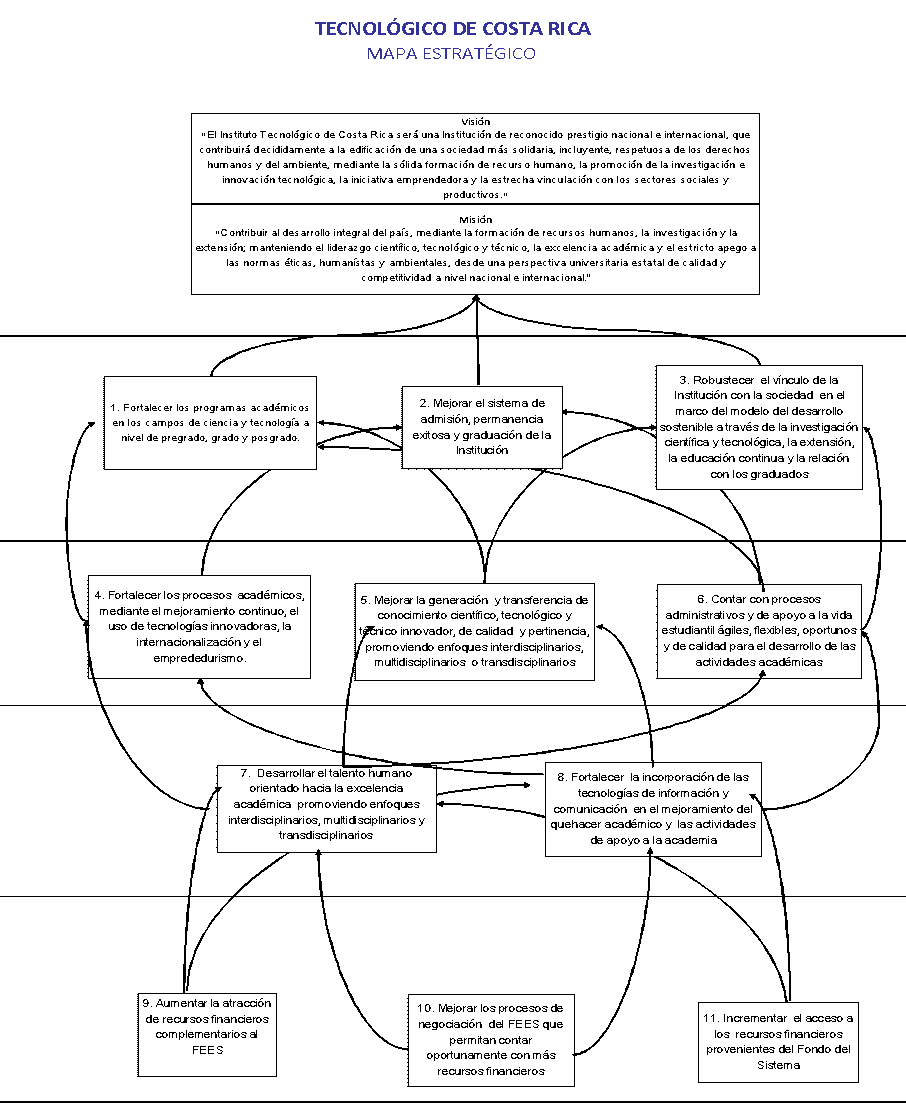 TECNOLÓGICO DE COSTA RICA
MAPA ESTRATÉGICO
Visión
"El Instituto Tecnológico de Costa Rica será una Institución de reconocido prestigio nacional e internacional, que
contribuirá decididamente a la edificación de una sociedad más solidaria, incluyente, respetuosa de los derechos
humanos y del ambiente, mediante la sólida formación de recurso humano, la promoción de la investigación e
innovación tecnológica, la iniciativa emprendedora y la estrecha vinculación con los sectores sociales y
productivos."
Misión
"Contribuir al desarrollo integral del país, mediante la formación de recursos humanos, la investigación y la
extensión; manteniendo el liderazgo científico, tecnológico y técnico, la excelencia académica y el estricto apego a
las normas éticas, humanístas y ambientales, desde una perspectiva universitaria estatal de calidad y
competitividad a nivel nacional e internacional."
1. Fortalecer los programas académicos
en los campos de ciencia y tecnología a
nivel de pregrado, grado y posgrado.
2. Mejorar el sistema de
admisión, permanencia
exitosa y graduación de la
Institución
3. Robustecer el vínculo de la
Institución con la sociedad en el
marco del modelo del desarrollo
sostenible a través de la investigación
científica y tecnológica, la extensión,
la educación continua y la relación
con los graduados
4. Fortalecer los procesos académicos,
mediante el mejoramiento continuo, el
uso de tecnologías innovadoras, la
internacionalización y el
emprededurismo.
5. Mejorar la generación y transferencia de
conocimiento científico, tecnológico y
técnico innovador, de calidad y pertinencia,
promoviendo enfoques interdisciplinarios,
multidisciplinarios o transdisciplinarios
6. Contar con procesos
administrativos y de apoyo a la vida
estudiantil ágiles, flexibles, oportunos
y de calidad para el desarrollo de las
actividades académicas
7. Desarrollar el talento humano
orientado hacia la excelencia
académica promoviendo enfoques
interdisciplinarios, multidisciplinarios y
transdisciplinarios
8. Fortalecer la incorporación de las
tecnologías de información y
comunicación en el mejoramiento del
quehacer académico y las actividades
de apoyo a la academia
9. Aumentar la atracción
de recursos financieros
complementarios al
FEES
10. Mejorar los procesos de
negociación del FEES que
permitan contar
oportunamente con más
recursos financieros
11. Incrementar el acceso a
los recursos financieros
provenientes del Fondo del
Sistema